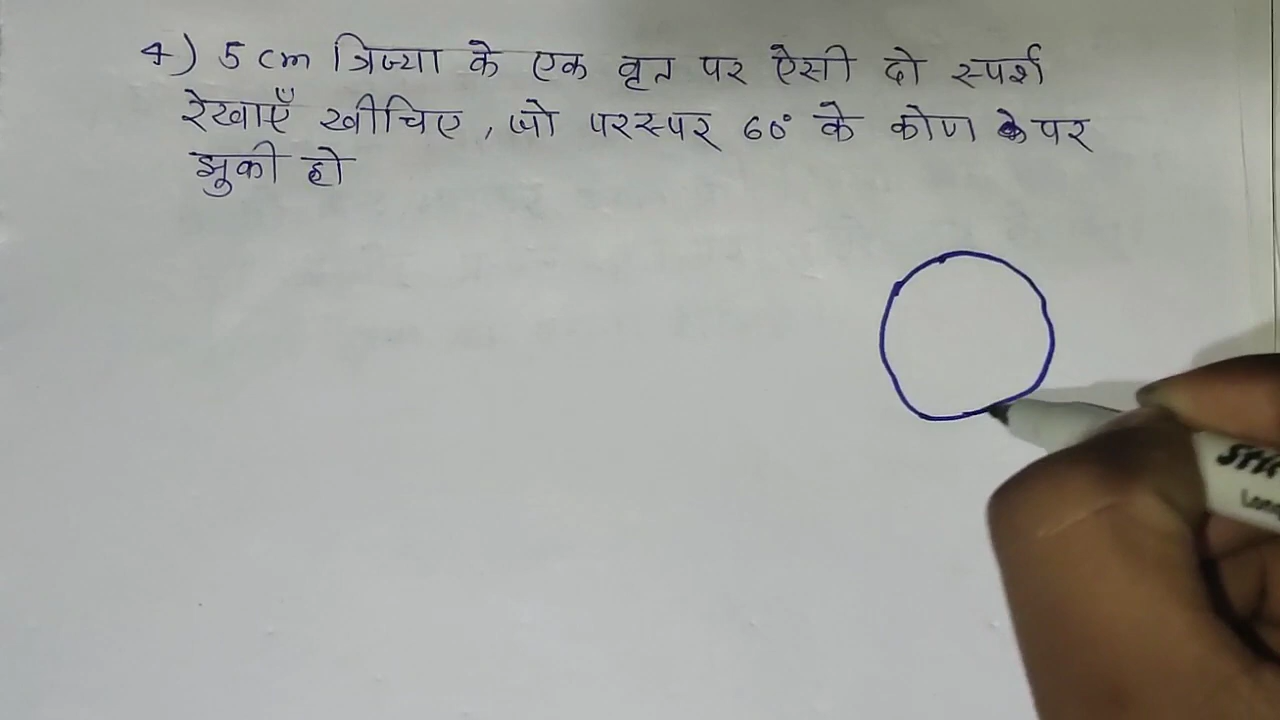 4) 5 cm त्रिज्या के एक वृत पर ऐसी दो स्पर्श
रेखाएँ खीचिए , जो परस्पर 60° के कोण पर
झुकी हो